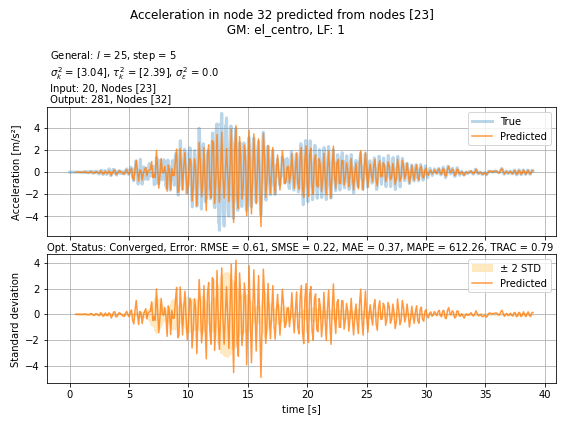 Acceleration in node 32 predicted from nodes [23]
GM: el_centro, LF: 1
General: l = 25, step = 5
σ²ₖ = [3.04], τ²ₖ = [2.39], σ²ε = 0.0
Input: 20, Nodes [23]
Output: 281, Nodes [32]
Acceleration [m/s²]
4
2
0
−2
−4
True
Predicted
Opt. Status: Converged, Error: RMSE = 0.61, SMSE = 0.22, MAE = 0.37, MAPE = 612.26, TRAC = 0.79
Standard deviation
4
2
0
−2
−4
± 2 STD
Predicted
0 5 10 15 20 25 30 35 40
time [s]